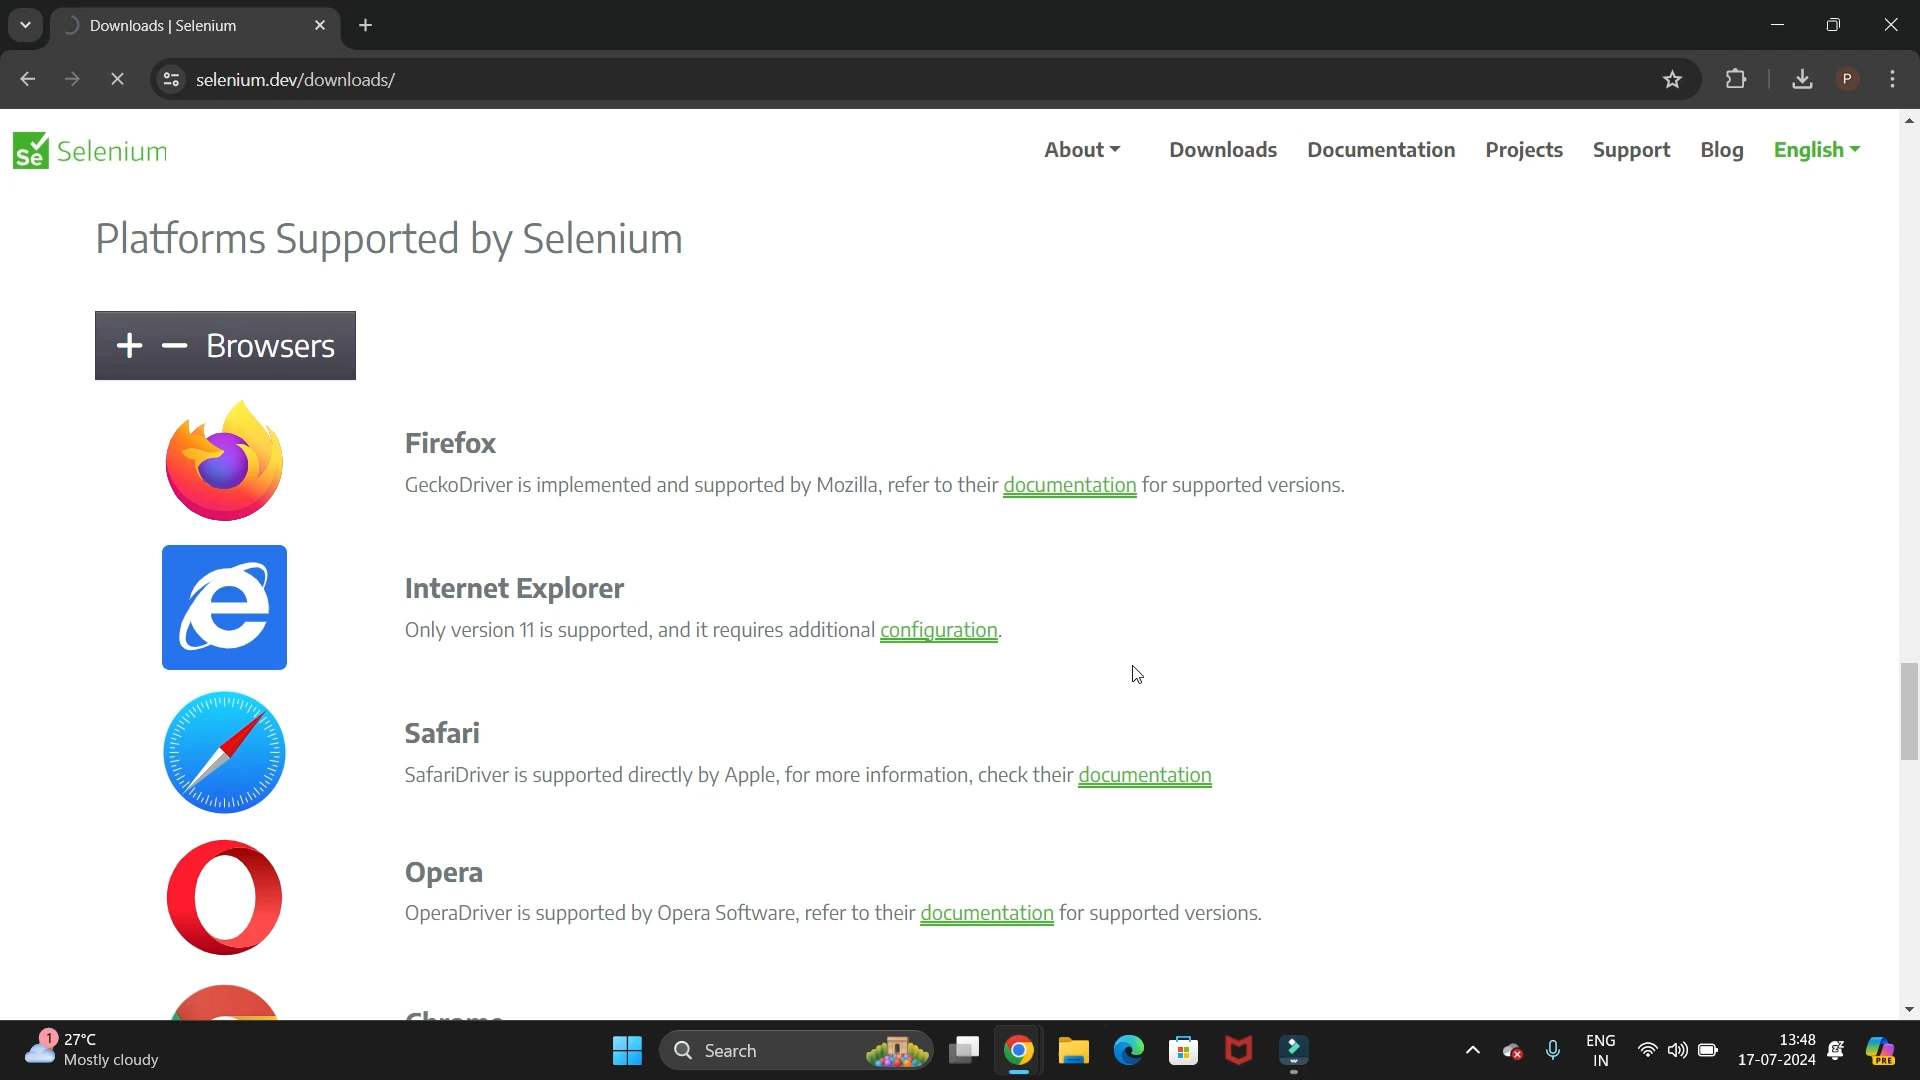 Downloads | Selenium
selenium.dev/downloads/
P
Se Selenium
About Downloads Documentation Projects Support Blog English
Platforms Supported by Selenium
+ − Browsers
Firefox
GeckoDriver is implemented and supported by Mozilla, refer to their documentation for supported versions.
Internet Explorer
Only version 11 is supported, and it requires additional configuration.
Safari
SafariDriver is supported directly by Apple, for more information, check their documentation
Opera
OperaDriver is supported by Opera Software, refer to their documentation for supported versions.
Chrome
1
27°C
Mostly cloudy
Search
ENG
IN
13:48
17-07-2024
PRE